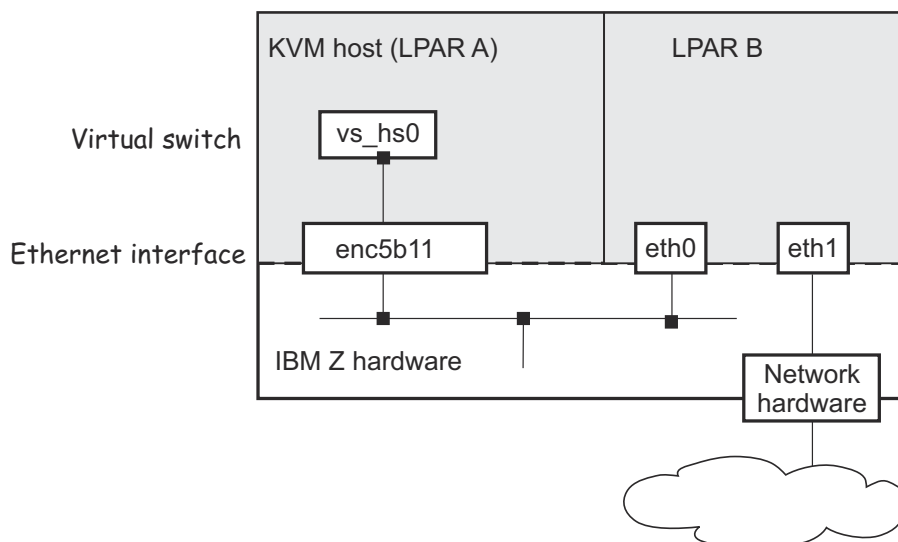 KVM host (LPAR A)
LPAR B
Virtual switch
vs_hs0
Ethernet interface
enc5b11
eth0
eth1
IBM Z hardware
Network
hardware